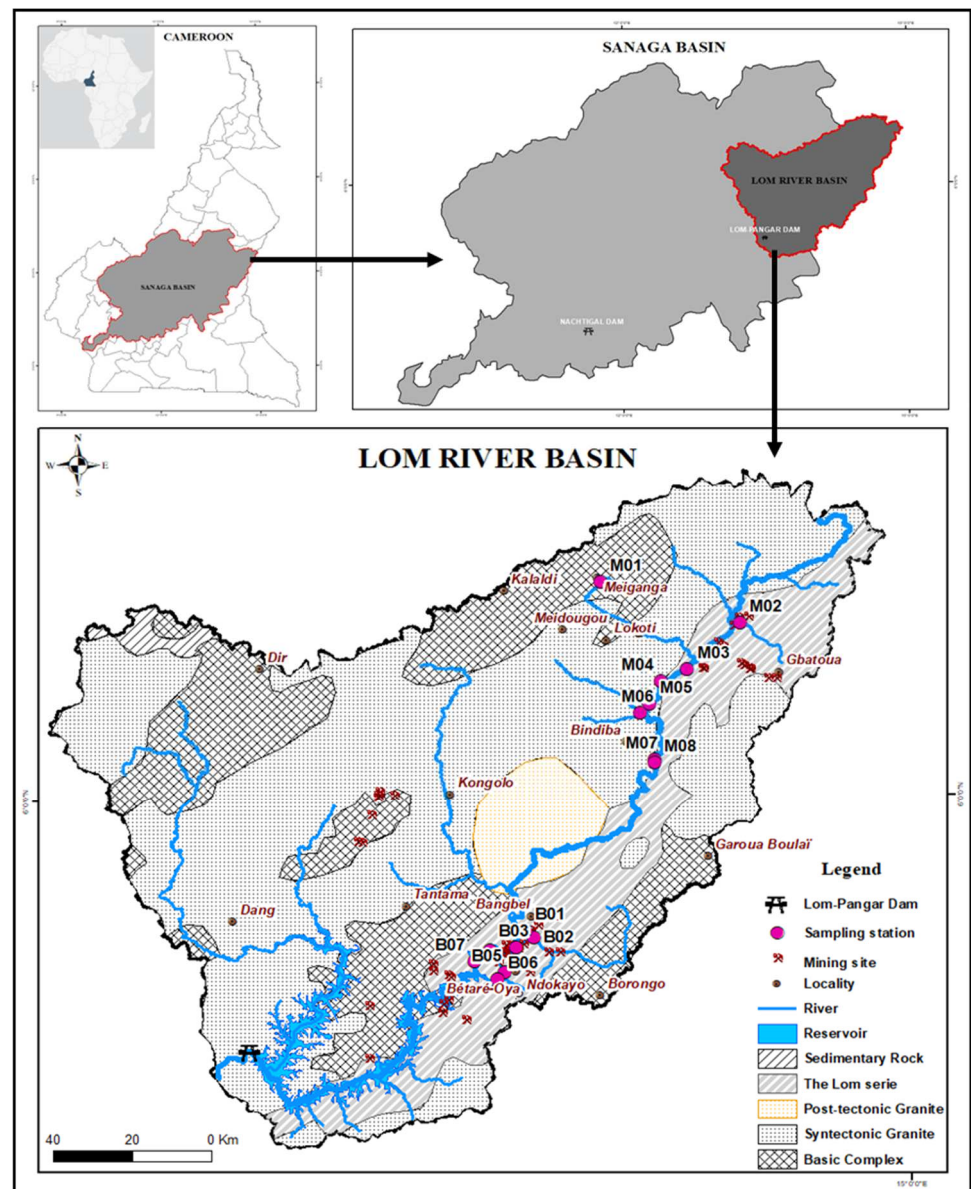 CAMEROON
SANAGA BASIN
SANAGA BASIN
LOM RIVER BASIN
LOM-PANGAR DAM
NACHTIGAL DAM
LOM RIVER BASIN
N
W E
S
M01
Kalaldi
Meiganga
Meidougou
Lokoti
M02
M03
Gbatoua
Dir
M04
M05
M06
Bindiba
M07
M08
Kongolo
6°0'0"N
6°0'0"N
Garoua Boulaï
Tantama
Bangbel
Dang
B01
B03
B02
B07
B05
B06
Bétaré-Oya
Ndokayo
Borongo
Legend
Lom-Pangar Dam
Sampling station
Mining site
Locality
River
Reservoir
Sedimentary Rock
The Lom serie
Post-tectonic Granite
Syntectonic Granite
Basic Complex
40 20 0 Km
15°0'0"E